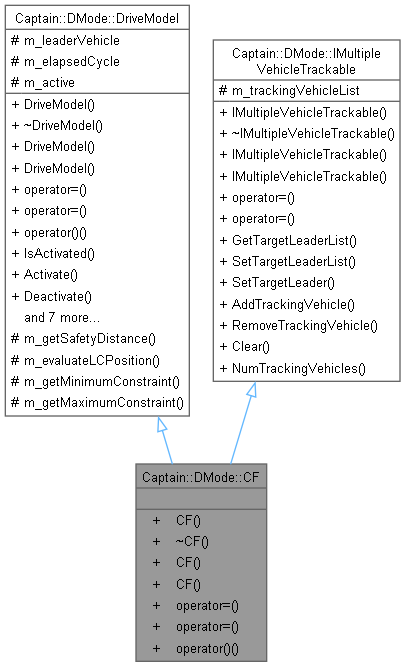 Captain::DMode::DriveModel
# m_leaderVehicle
# m_elapsedCycle
# m_active
+ DriveModel()
+ ~DriveModel()
+ DriveModel()
+ DriveModel()
+ operator=()
+ operator=()
+ operator()()
+ IsActivated()
+ Activate()
+ Deactivate()
and 7 more...
# m_getSafetyDistance()
# m_evaluateLCPosition()
# m_getMinimumConstraint()
# m_getMaximumConstraint()
Captain::DMode::IMultiple
VehicleTrackable
# m_trackingVehicleList
+ IMultipleVehicleTrackable()
+ ~IMultipleVehicleTrackable()
+ IMultipleVehicleTrackable()
+ IMultipleVehicleTrackable()
+ operator=()
+ operator=()
+ GetTargetLeaderList()
+ SetTargetLeaderList()
+ SetTargetLeader()
+ AddTrackingVehicle()
+ RemoveTrackingVehicle()
+ Clear()
+ NumTrackingVehicles()
Captain::DMode::CF
+ CF()
+ ~CF()
+ CF()
+ CF()
+ operator=()
+ operator=()
+ operator()()